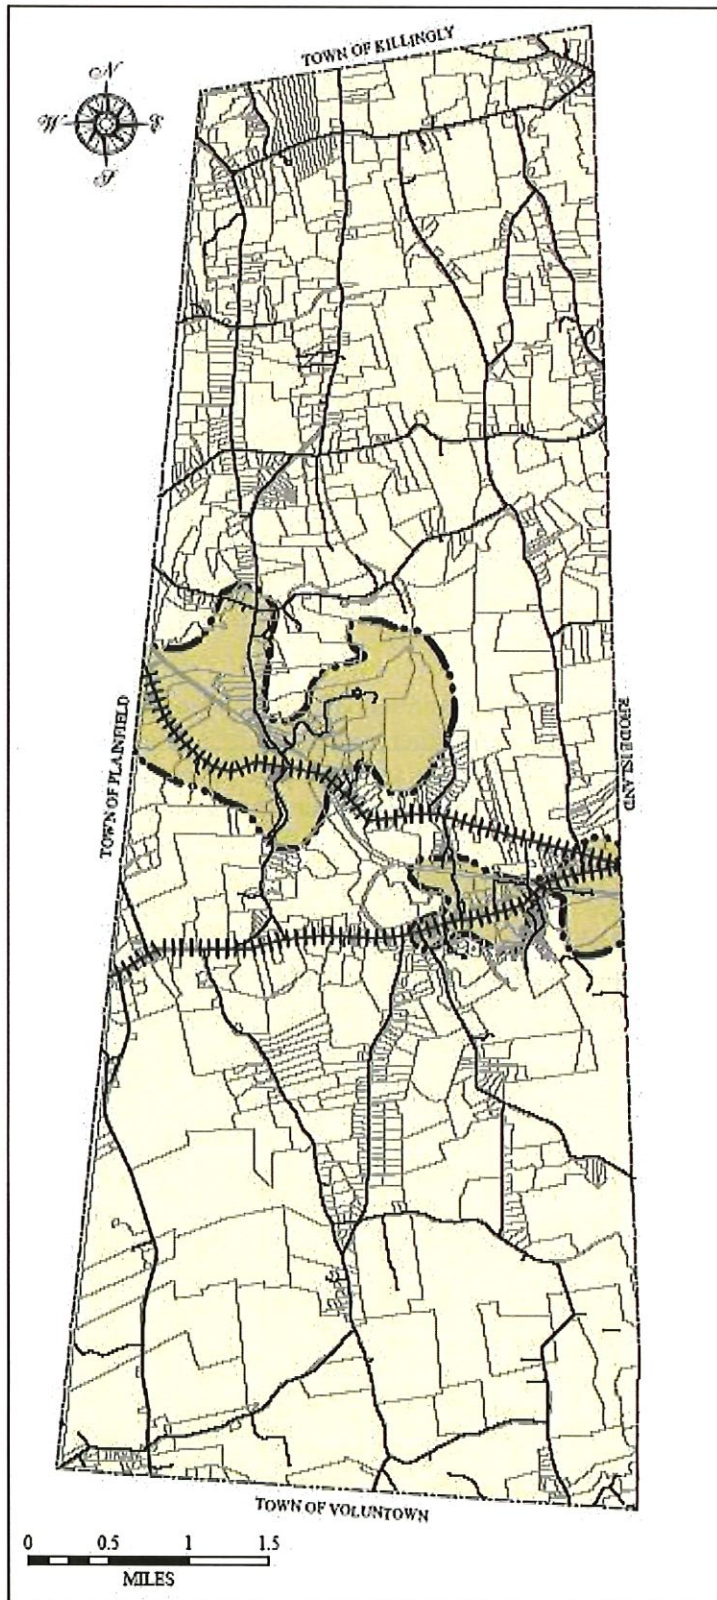 TOWN OF KILLINGLY
N
W E
S
TOWN OF PLAINFIELD
RHODE ISLAND
TOWN OF VOLUNTOWN
0 0.5 1 1.5
MILES